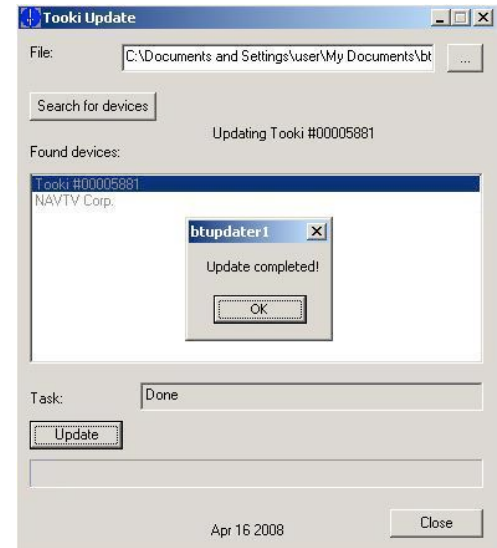 Tooki Update
File:
C:\Documents and Settings\user\My Documents\bt
...
Search for devices
Updating Tooki #00005881
Found devices:
Tooki #00005881
NAVTV Corp.
btupdater1
Update completed!
OK
Task:
Done
Update
Apr 16 2008
Close